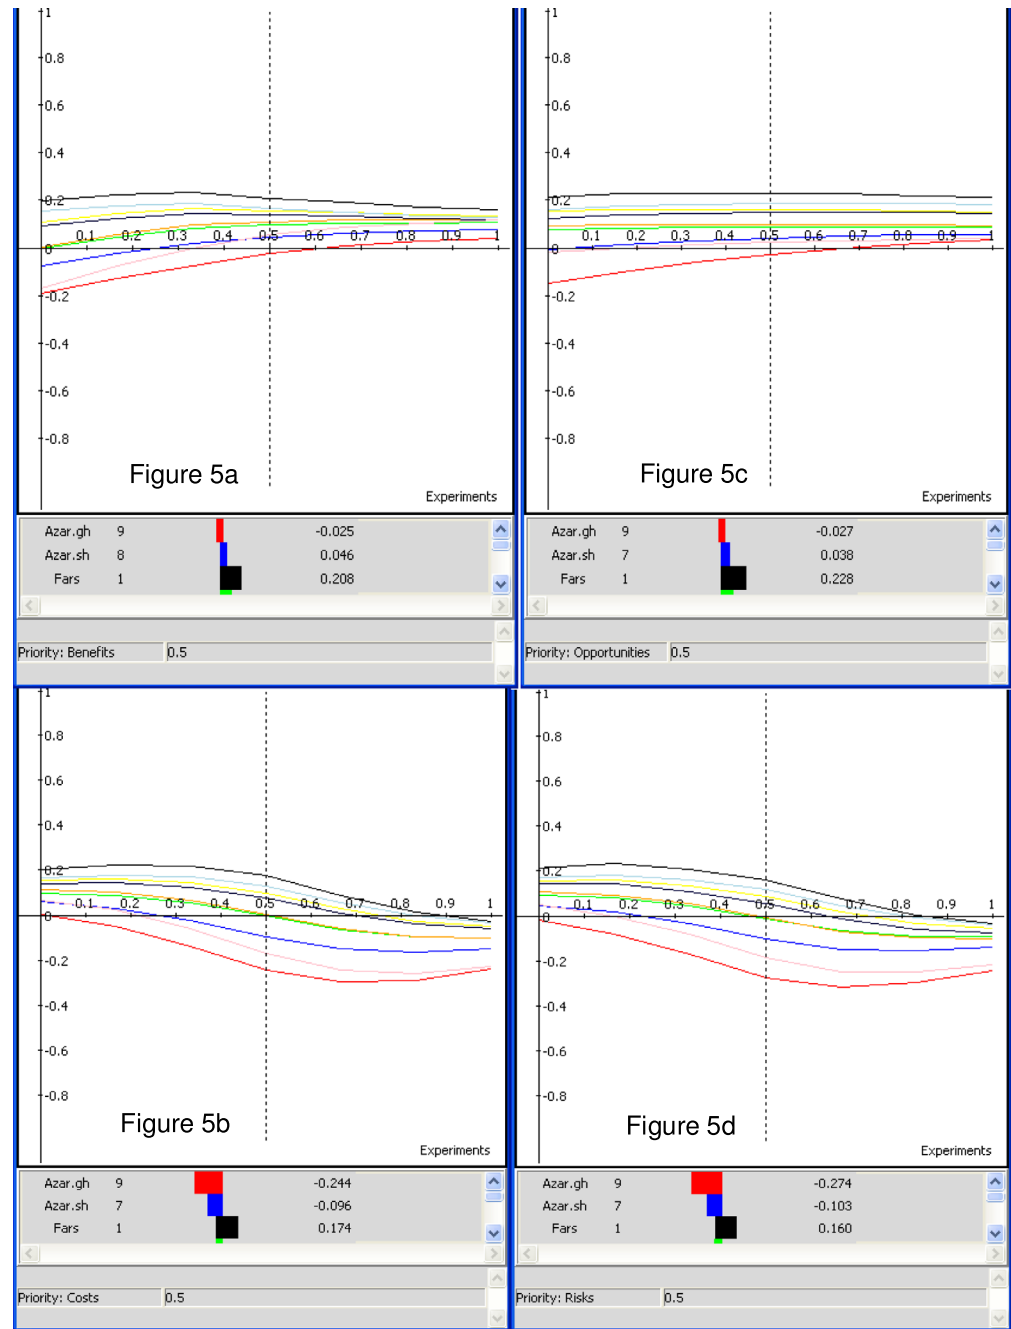 1
0.8
0.6
0.4
0.2
0.1 0.2 0.3 0.4 0.5 0.6 0.7 0.8 0.9 1
0
-0.2
-0.4
-0.6
-0.8
Figure 5a
Experiments
Azar.gh 9 -0.025
Azar.sh 8 0.046
Fars 1 0.208
Priority: Benefits 0.5
1
0.8
0.6
0.4
0.2
0.1 0.2 0.3 0.4 0.5 0.6 0.7 0.8 0.9 1
0
-0.2
-0.4
-0.6
-0.8
Figure 5c
Experiments
Azar.gh 9 -0.027
Azar.sh 7 0.038
Fars 1 0.228
Priority: Opportunities 0.5
1
0.8
0.6
0.4
0.2
0.1 0.2 0.3 0.4 0.5 0.6 0.7 0.8 0.9 1
0
-0.2
-0.4
-0.6
-0.8
Figure 5b
Experiments
Azar.gh 9 -0.244
Azar.sh 7 -0.096
Fars 1 0.174
Priority: Costs 0.5
1
0.8
0.6
0.4
0.2
0.1 0.2 0.3 0.4 0.5 0.6 0.7 0.8 0.9 1
0
-0.2
-0.4
-0.6
-0.8
Figure 5d
Experiments
Azar.gh 9 -0.274
Azar.sh 7 -0.103
Fars 1 0.160
Priority: Risks 0.5